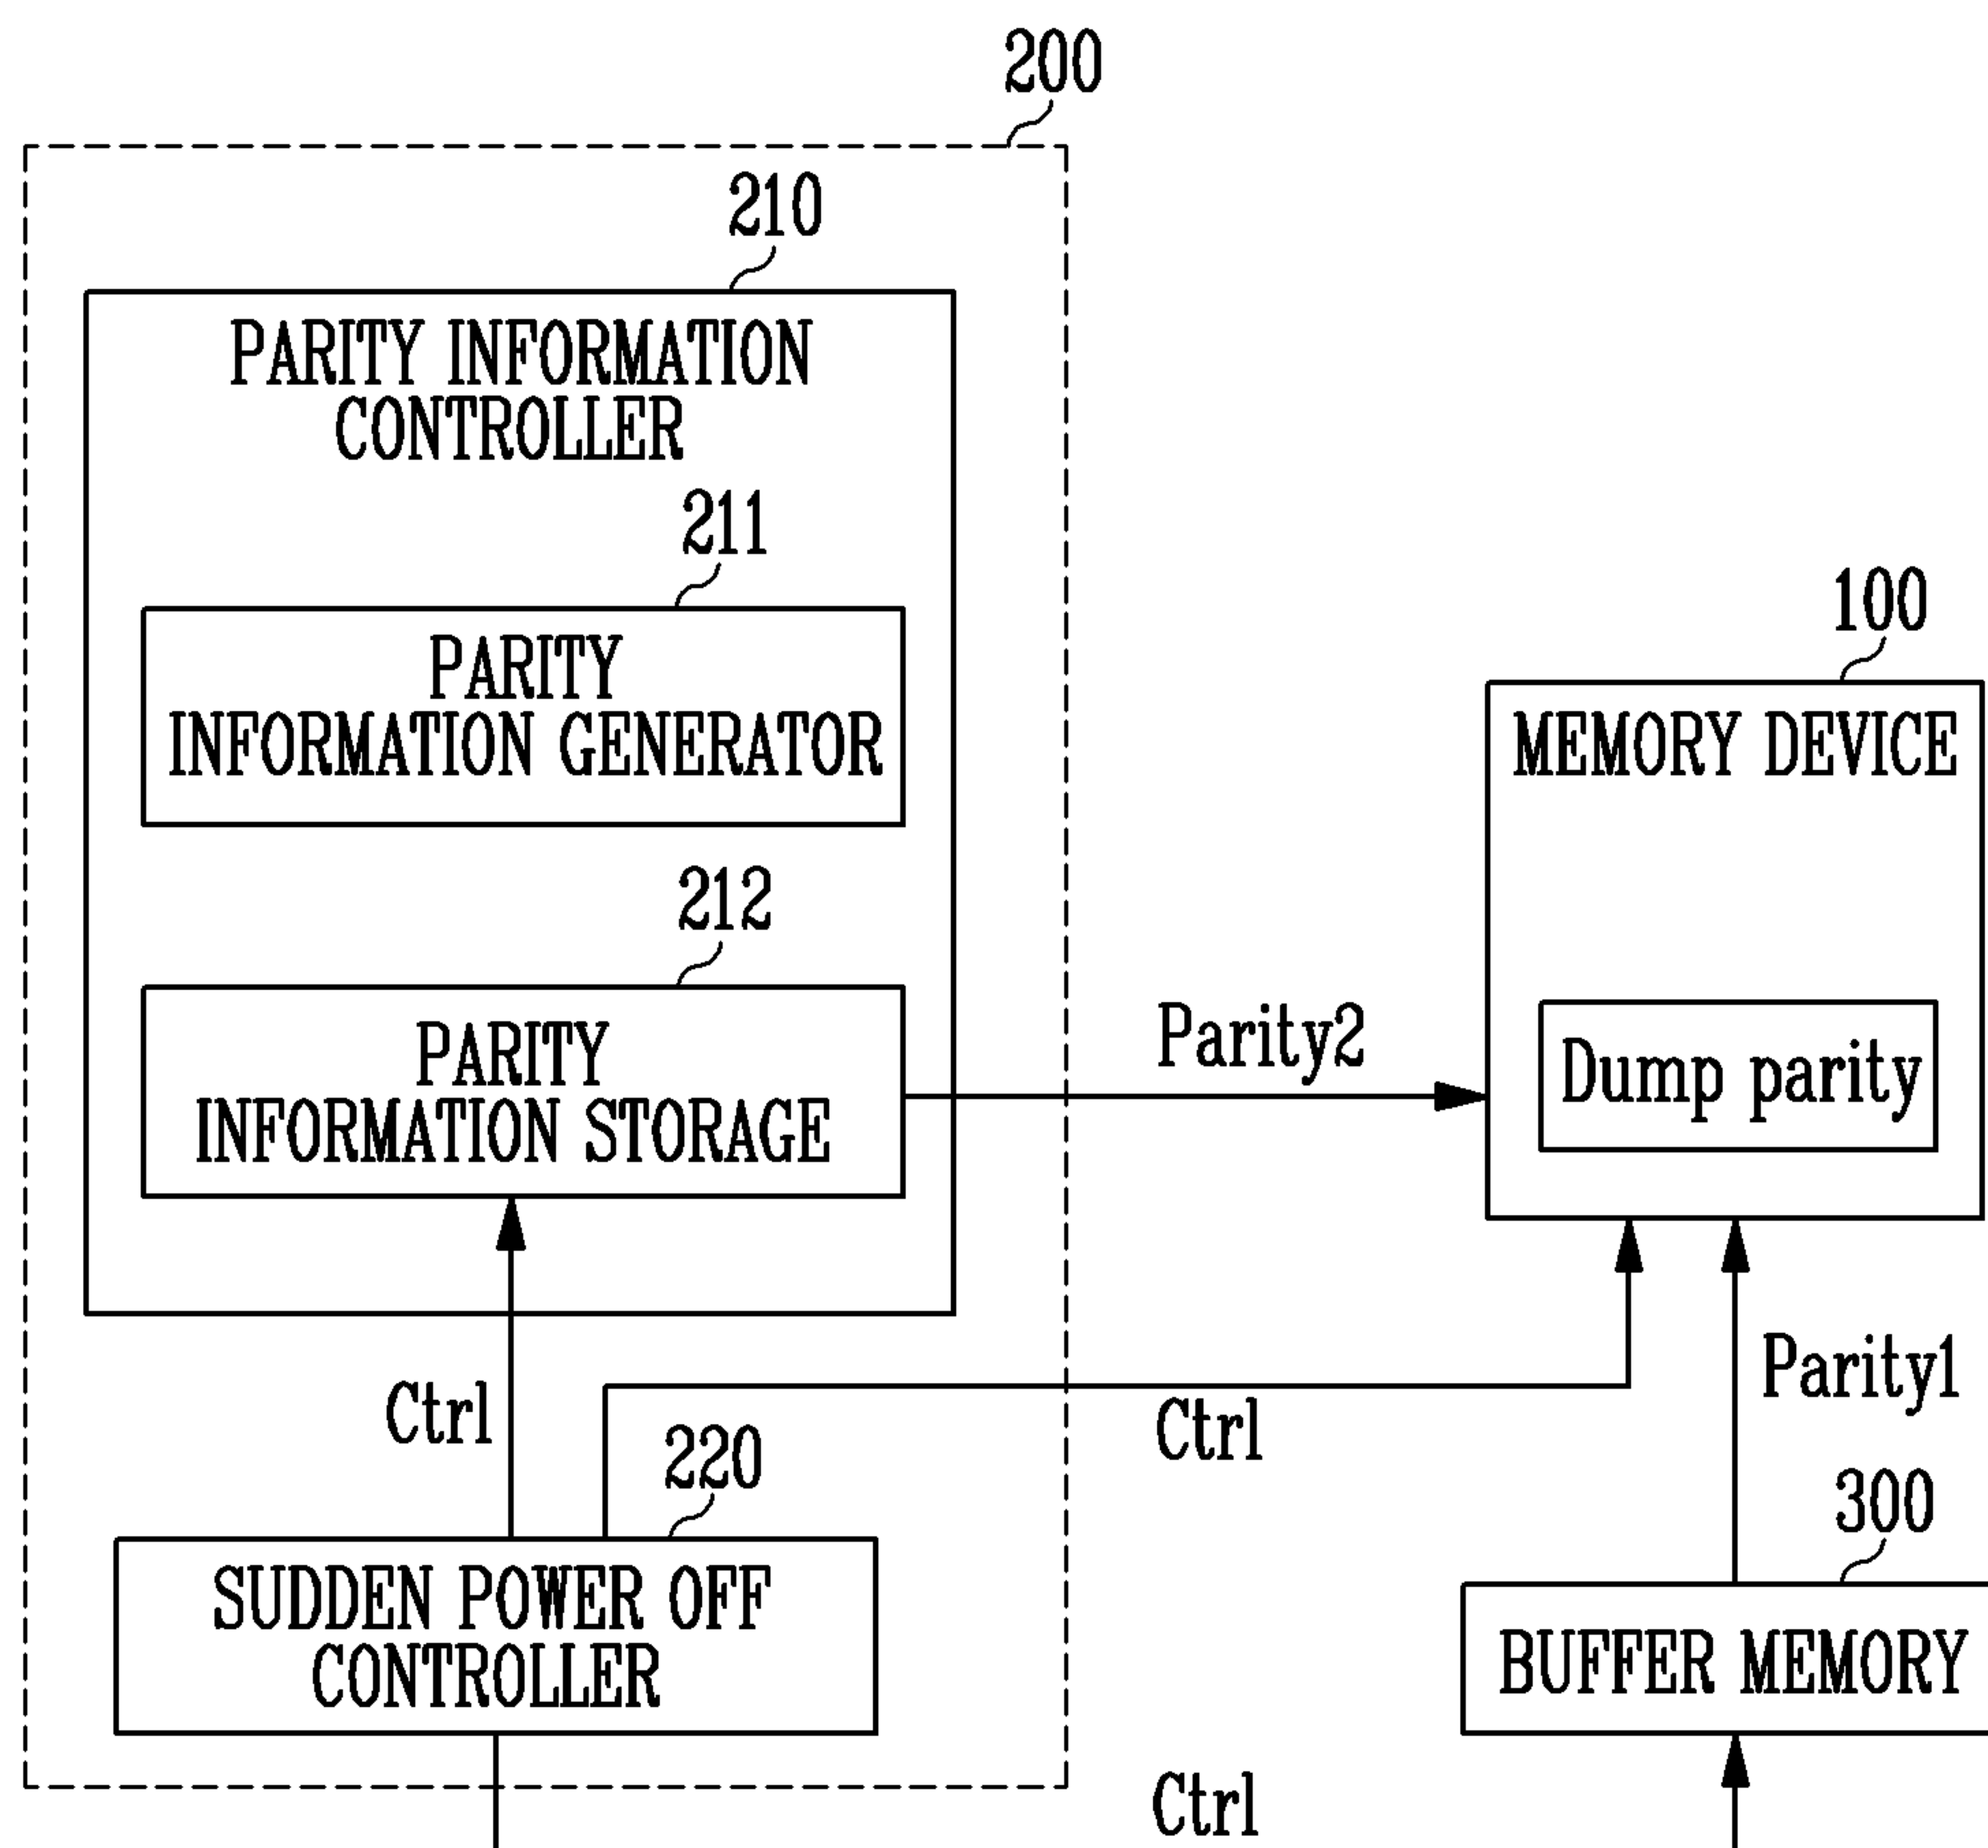 200
210
PARITY INFORMATION
CONTROLLER
211
PARITY
INFORMATION GENERATOR
212
PARITY
INFORMATION STORAGE
100
MEMORY DEVICE
Dump parity
Parity2
Ctrl
Ctrl
Parity1
220
SUDDEN POWER OFF
CONTROLLER
300
BUFFER MEMORY
Ctrl